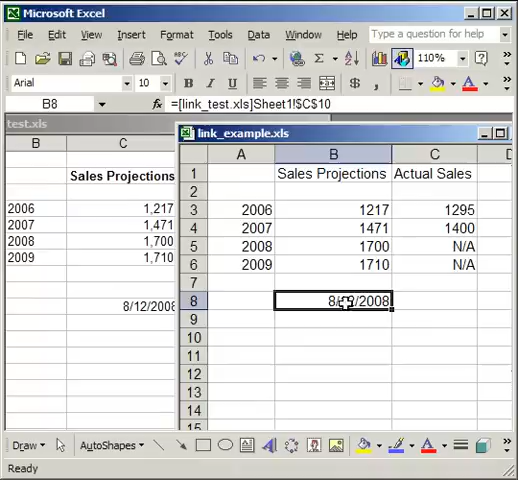 Microsoft Excel
File Edit View Insert Format Tools Data Window Help Type a question for help
110%
Arial 10 B I U $
B8 fx =[link_test.xls]Sheet1!$C$10
test.xls
B C
Sales Projections
2006 1,217
2007 1,471
2008 1,700
2009 1,710
8/12/2008
link_example.xls
A B C D
1 Sales Projections Actual Sales
2
3 2006 1217 1295
4 2007 1471 1400
5 2008 1700 N/A
6 2009 1710 N/A
7
8 8/12/2008
9
10
11
12
13
14
15
Draw AutoShapes A A
Ready